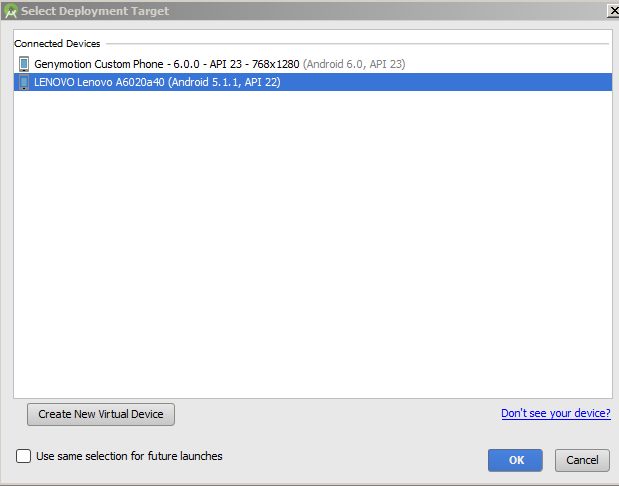 Select Deployment Target
Connected Devices
Genymotion Custom Phone - 6.0.0 - API 23 - 768x1280 (Android 6.0, API 23)
LENOVO Lenovo A6020a40 (Android 5.1.1, API 22)
Create New Virtual Device
Don't see your device?
Use same selection for future launches
OK
Cancel